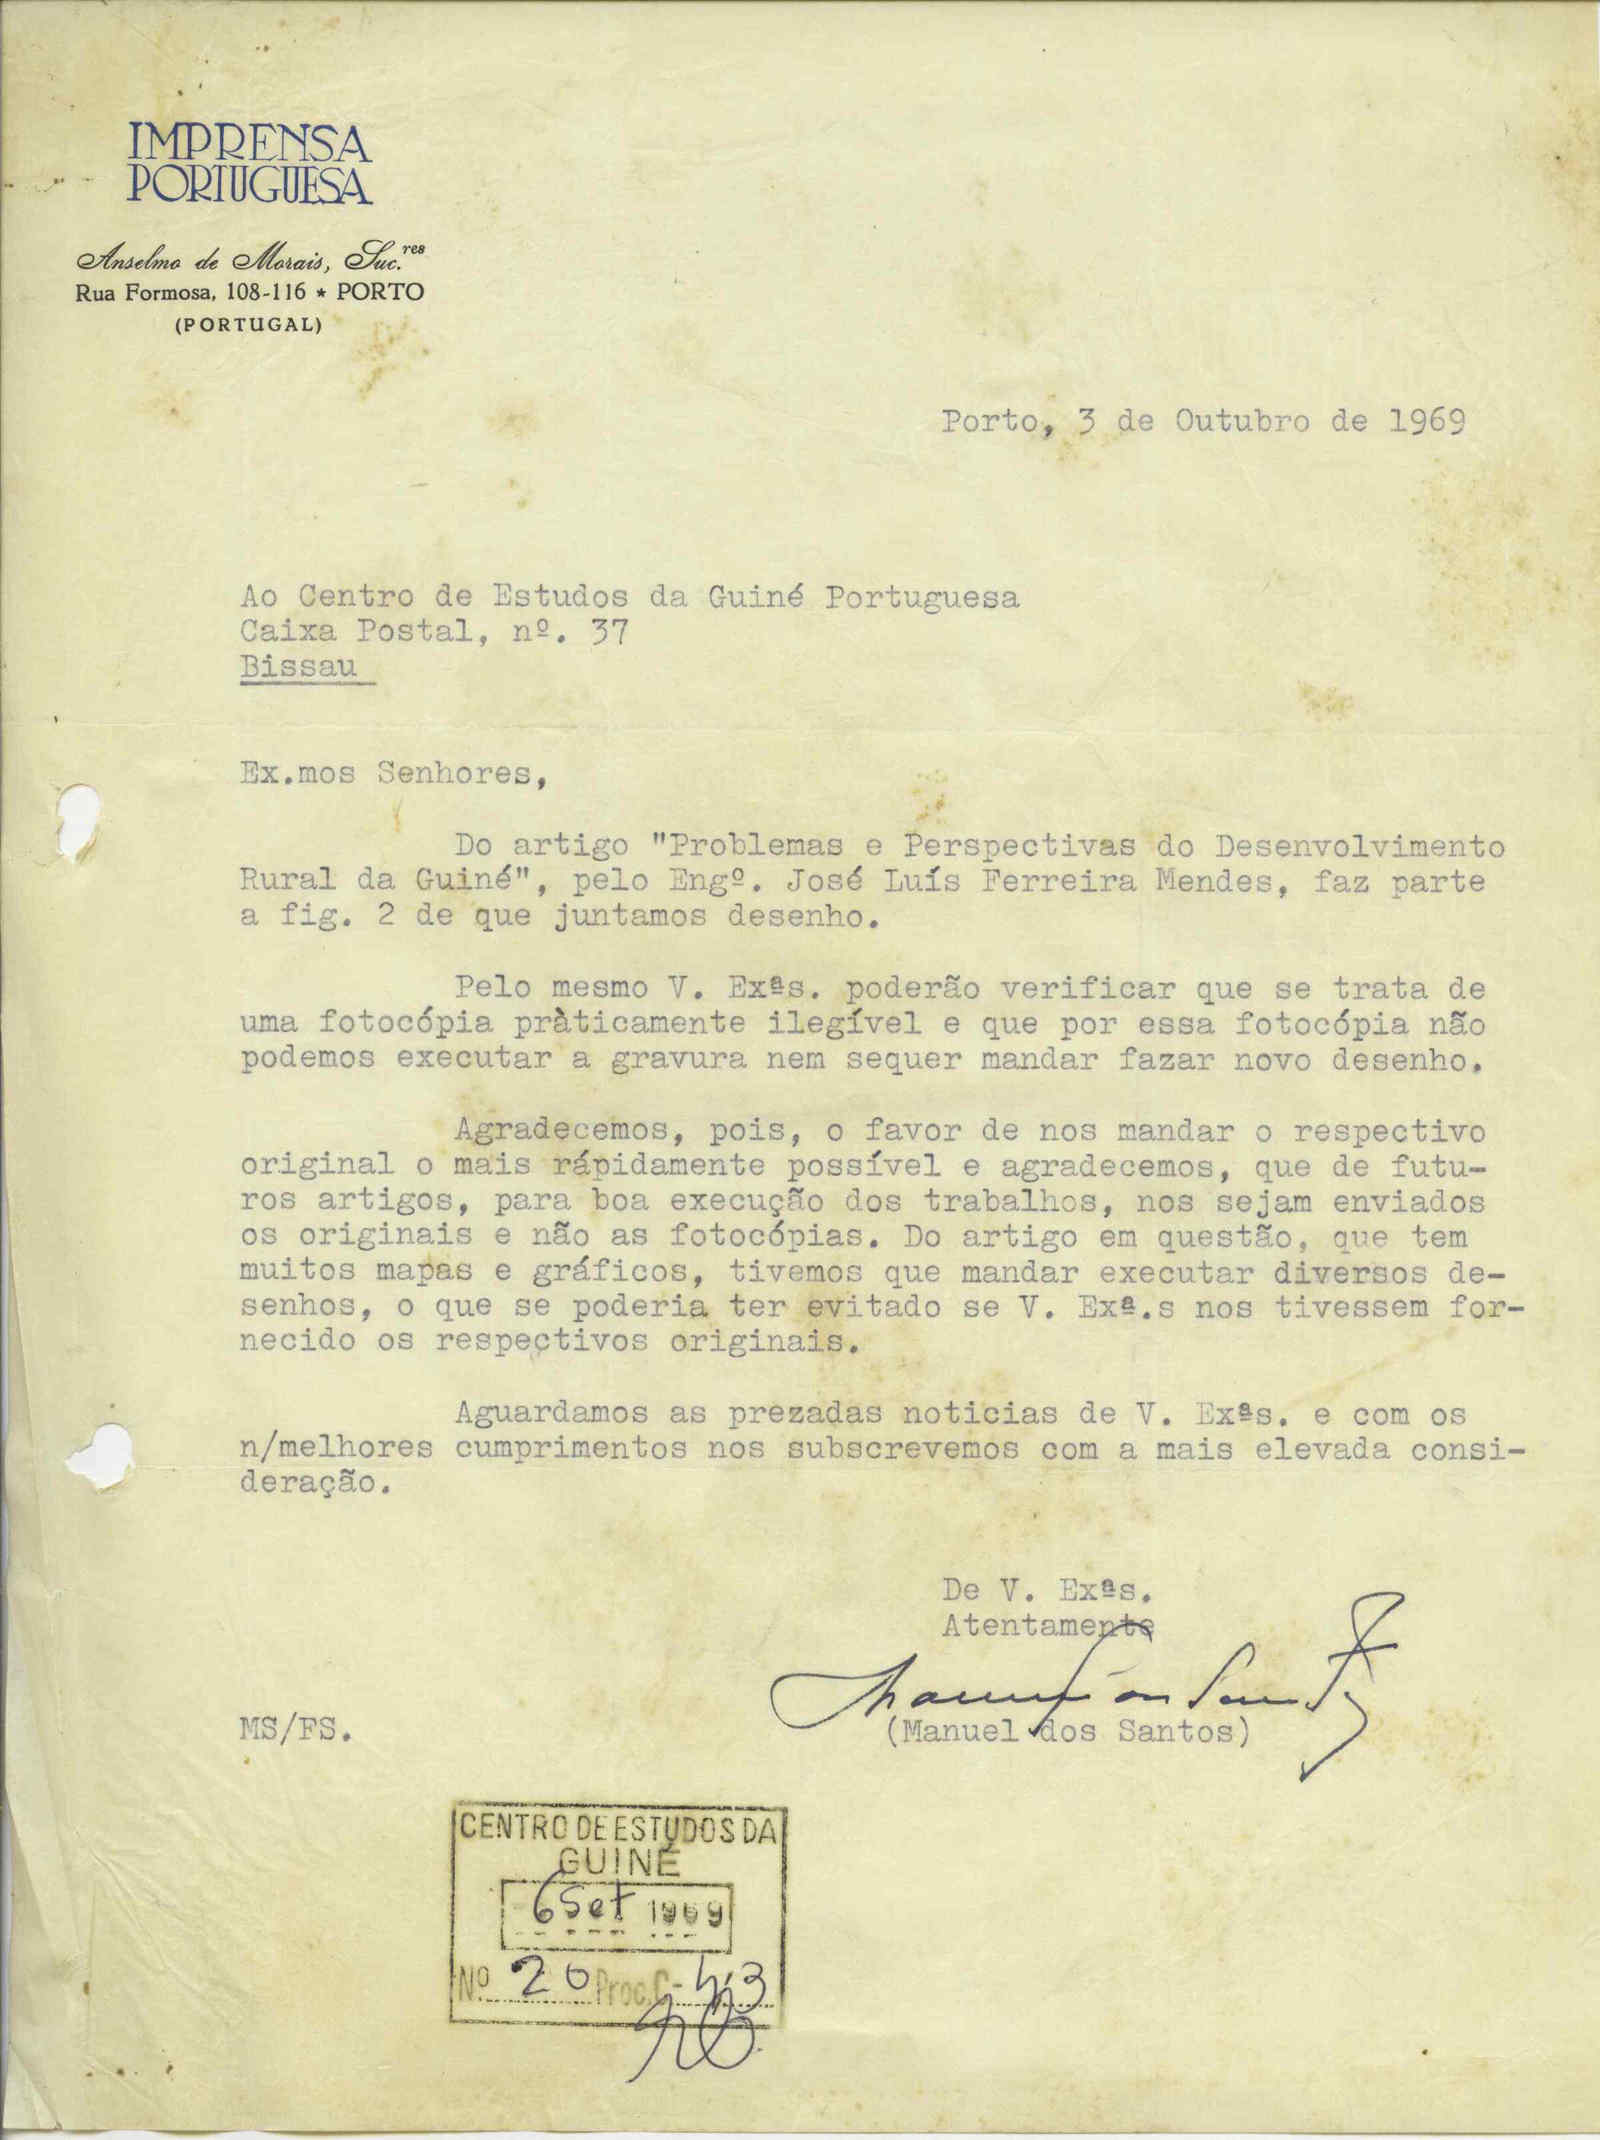 IMPRENSA
PORTUGUESA
Anselmo de Morais, Suc.res
Rua Formosa, 108-116 * PORTO
(PORTUGAL)
Porto, 3 de Outubro de 1969
Ao Centro de Estudos da Guiné Portuguesa
Caixa Postal, nº. 37
Bissau
Ex.mos Senhores,
Do artigo "Problemas e Perspectivas do Desenvolvimento
Rural da Guiné", pelo Engº. José Luís Ferreira Mendes, faz parte
a fig. 2 de que juntamos desenho.
Pelo mesmo V. Exªs. poderão verificar que se trata de
uma fotocópia pràticamente ilegível e que por essa fotocópia não
podemos executar a gravura nem sequer mandar fazar novo desenho.
Agradecemos, pois, o favor de nos mandar o respectivo
original o mais rápidamente possível e agradecemos, que de futu-
ros artigos, para boa execução dos trabalhos, nos sejam enviados
os originais e não as fotocópias. Do artigo em questão, que tem
muitos mapas e gráficos, tivemos que mandar executar diversos de-
senhos, o que se poderia ter evitado se V. Exª.s nos tivessem for-
necido os respectivos originais.
Aguardamos as prezadas noticias de V. Exªs. e com os
n/melhores cumprimentos nos subscrevemos com a mais elevada consi-
deração.
De V. Exªs.
Atentamente
Manuel dos Santos
MS/FS.
(Manuel dos Santos)
CENTRO DE ESTUDOS DA
GUINÉ
6 Set 1969
Nº 26 Proc. C-4,3